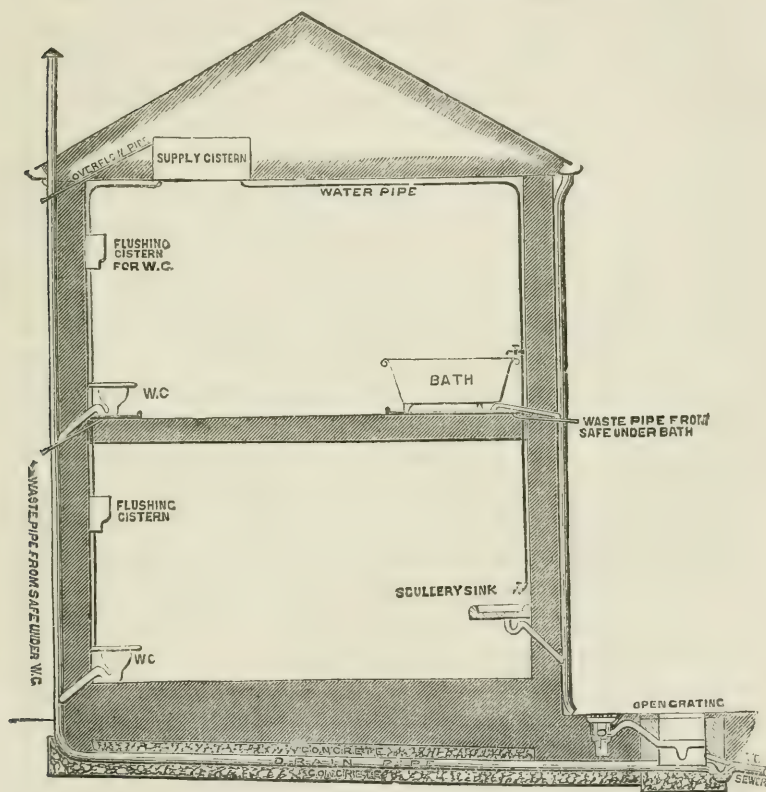 OVERFLOW PIPE
SUPPLY CISTERN
WATER PIPE
FLUSHING
CISTERN
FOR W.C.
W.C
BATH
WASTE PIPE FROM
SAFE UNDER BATH
WASTE PIPE FROM SAFE UNDER W.C
FLUSHING
CISTERN
SCULLERY SINK
WC
OPEN GRATING
CONCRETE
DRAIN PIPE
CONCRETE
SEWER